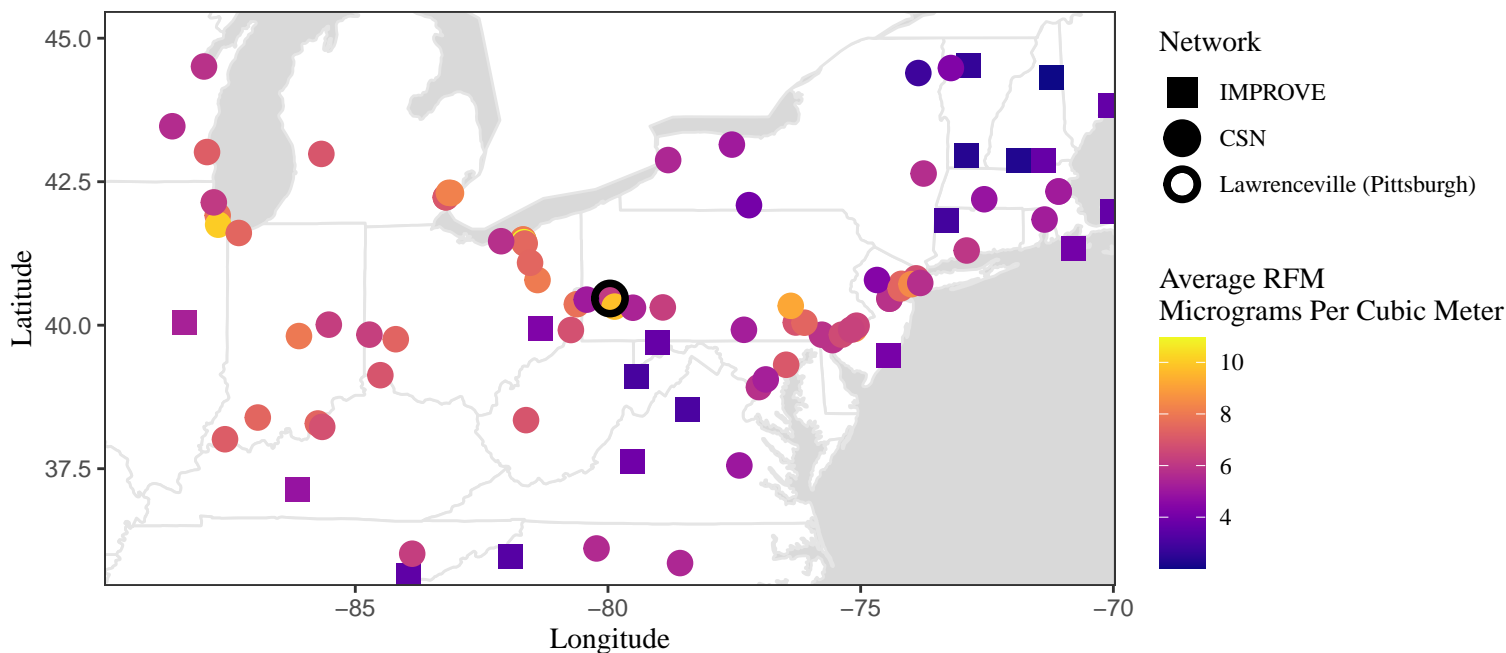 45.0
42.5
40.0
37.5
Latitude
−85
−80
−75
−70
Longitude
Network
IMPROVE
CSN
Lawrenceville (Pittsburgh)
Average RFM
Micrograms Per Cubic Meter
10
8
6
4